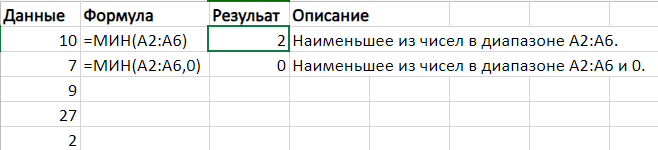 Данные Формула Резульат Описание
10 =МИН(A2:A6) 2 Наименьшее из чисел в диапазоне A2:A6.
7 =МИН(A2:A6,0) 0 Наименьшее из чисел в диапазоне A2:A6 и 0.
9
27
2